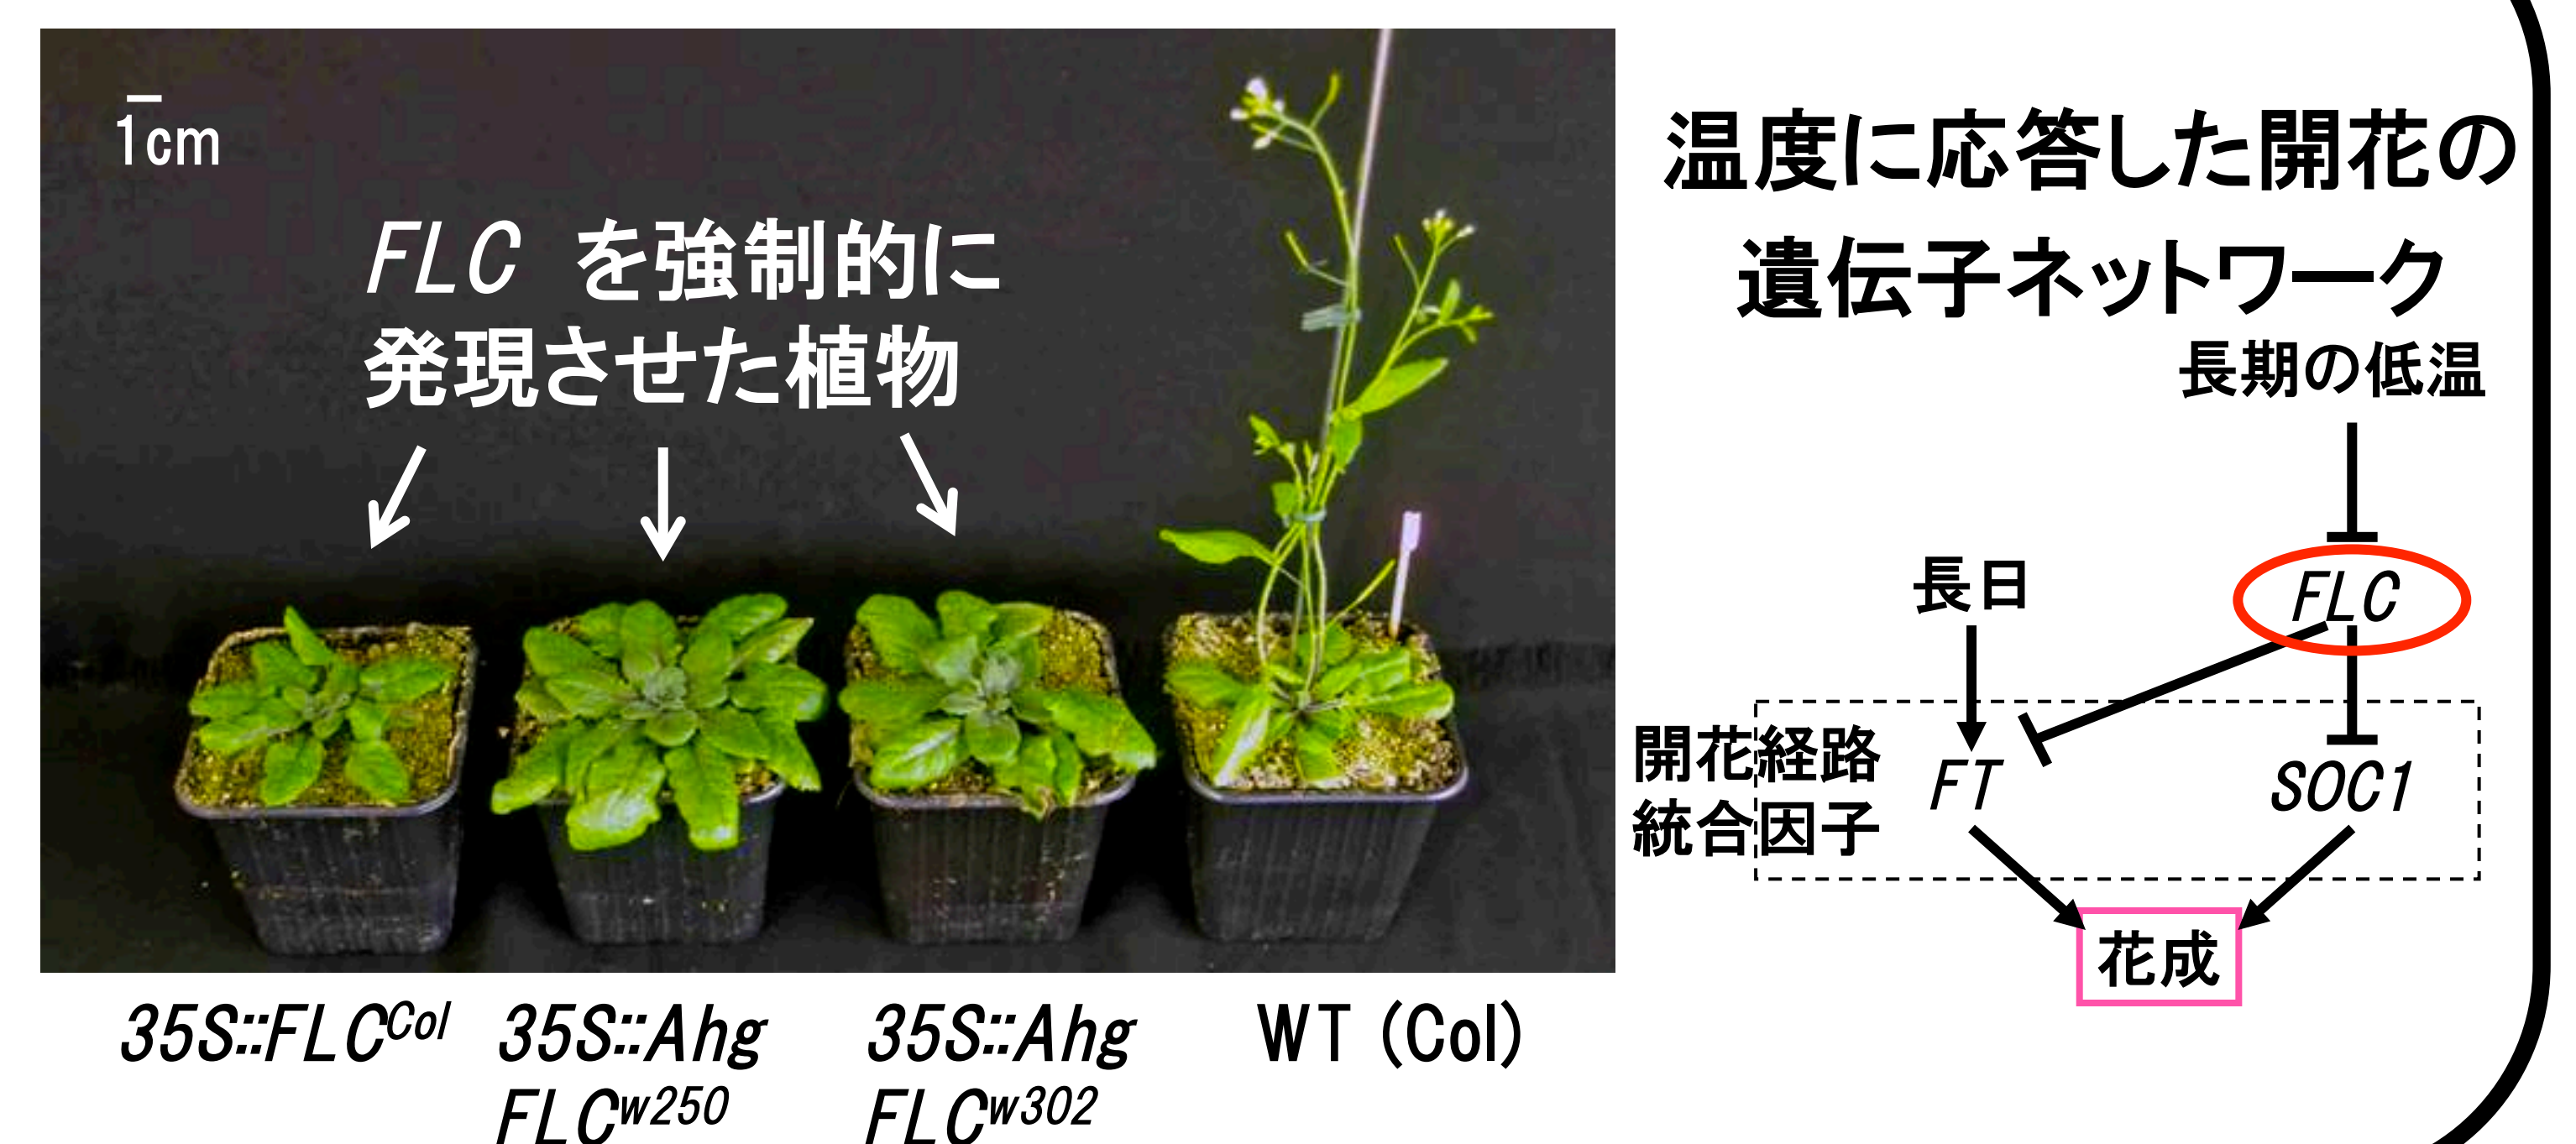 1cm
FLC を強制的に
発現させた植物
35S::FLC^Col
35S::Ahg
FLC^w250
35S::Ahg
FLC^w302
WT (Col)
温度に応答した開花の
遺伝子ネットワーク
長期の低温
FLC
長日
開花経路
統合因子
FT
SOC1
花成